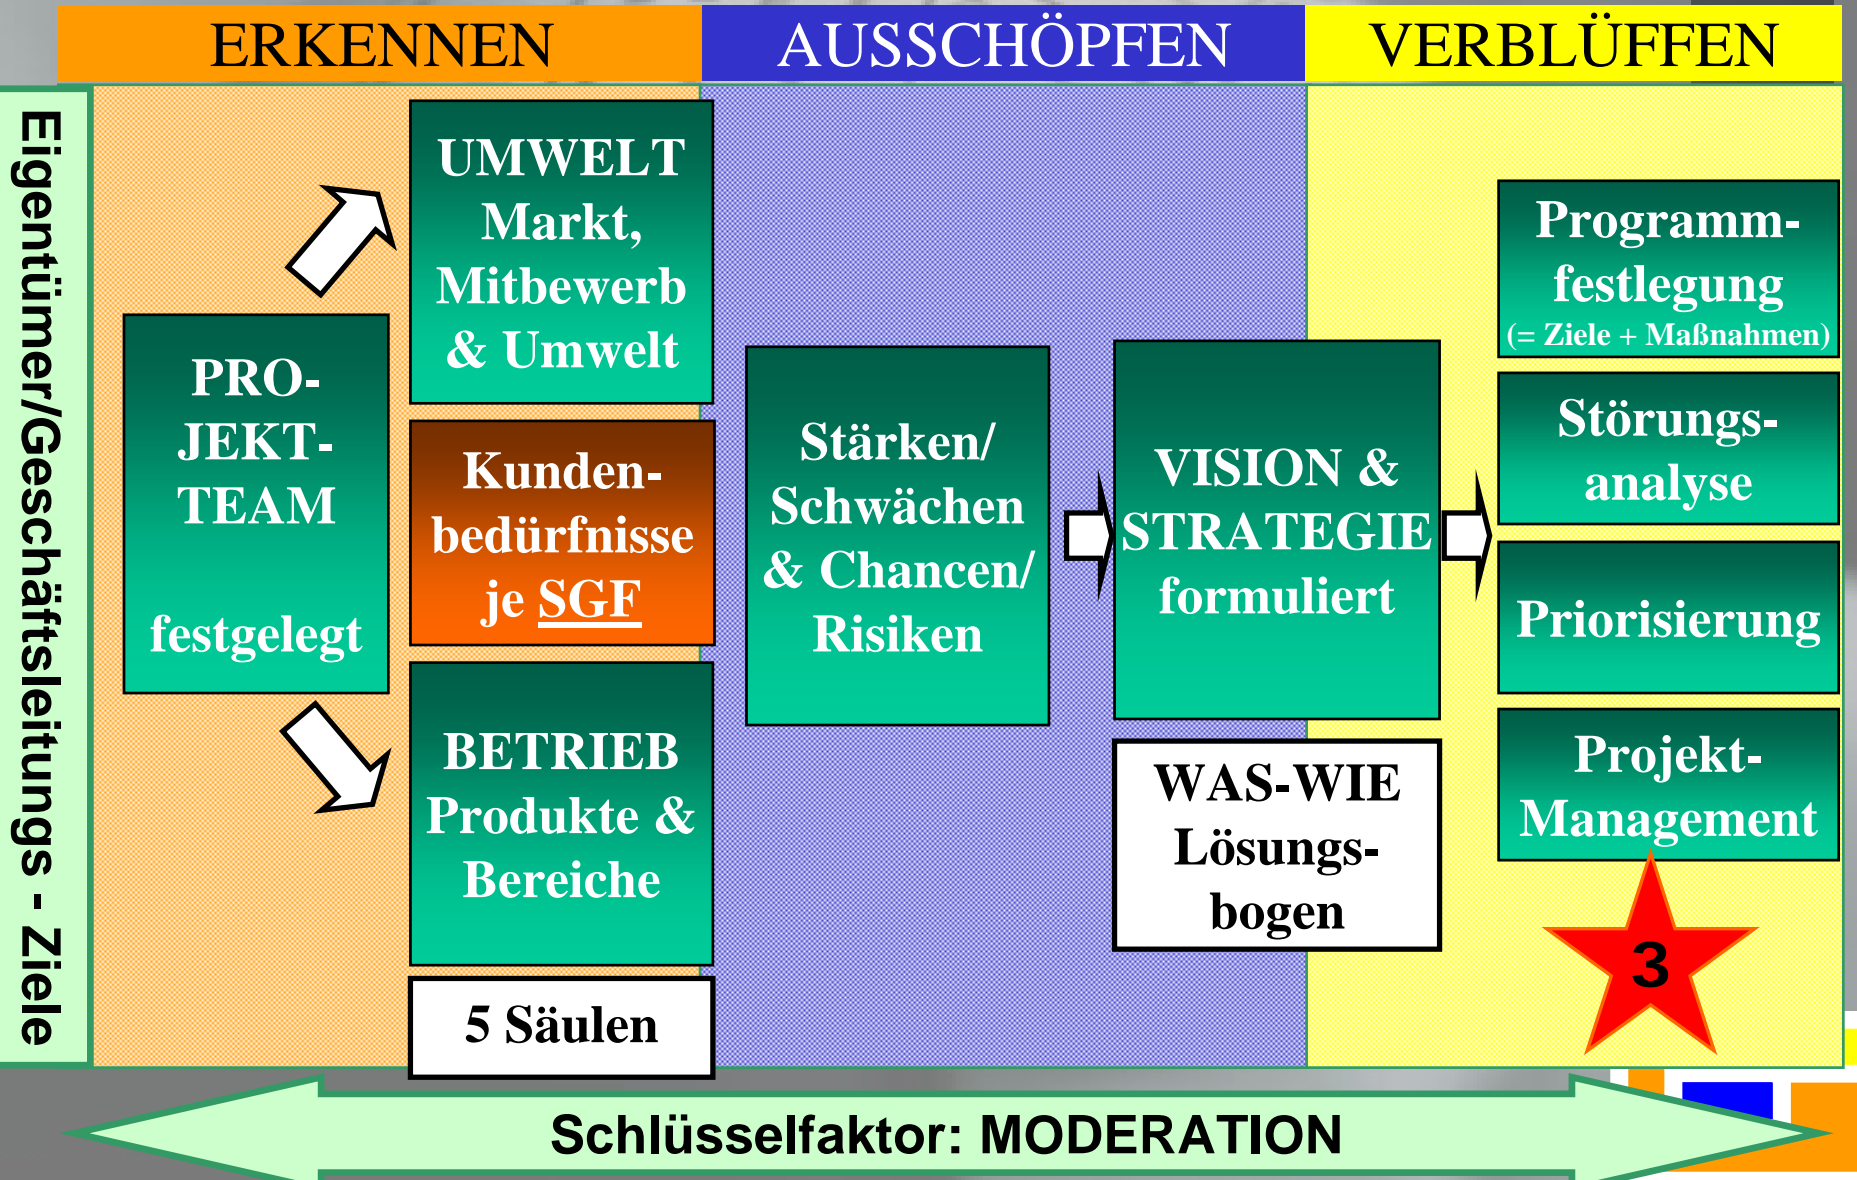 ERKENNEN
AUSSCHÖPFEN
VERBLÜFFEN
Eigentümer/Geschäftsleitungs - Ziele
PRO-
JEKT-
TEAM
festgelegt
UMWELT
Markt,
Mitbewerb
& Umwelt
Kunden-
bedürfnisse
je SGF
BETRIEB
Produkte &
Bereiche
5 Säulen
Stärken/
Schwächen
& Chancen/
Risiken
VISION &
STRATEGIE
formuliert
WAS-WIE
Lösungs-
bogen
Programm-
festlegung
(= Ziele + Maßnahmen)
Störungs-
analyse
Priorisierung
Projekt-
Management
3
Schlüsselfaktor: MODERATION